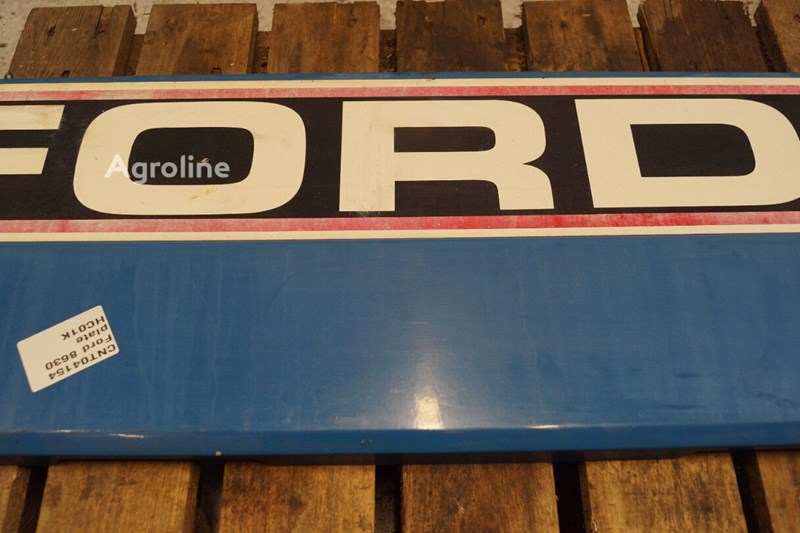 FORD
Agroline
CNT04154
Ford 8630
plate
HC01K